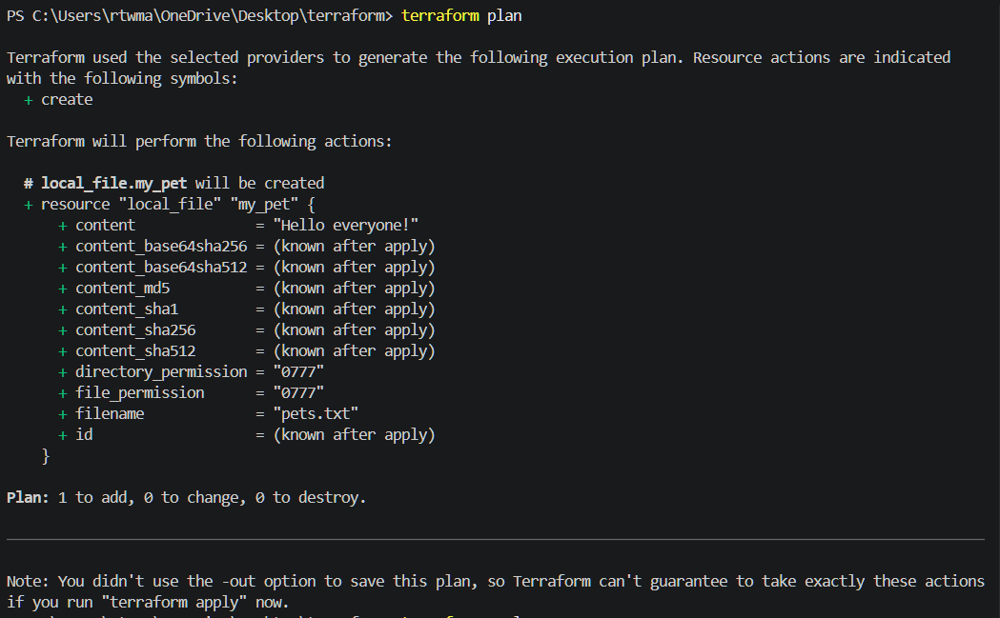 PS C:\Users\rtwma\OneDrive\Desktop\terraform> terraform plan
Terraform used the selected providers to generate the following execution plan. Resource actions are indicated
with the following symbols:
  + create
Terraform will perform the following actions:
  # local_file.my_pet will be created
  + resource "local_file" "my_pet" {
      + content              = "Hello everyone!"
      + content_base64sha256 = (known after apply)
      + content_base64sha512 = (known after apply)
      + content_md5          = (known after apply)
      + content_sha1         = (known after apply)
      + content_sha256       = (known after apply)
      + content_sha512       = (known after apply)
      + directory_permission = "0777"
      + file_permission      = "0777"
      + filename             = "pets.txt"
      + id                   = (known after apply)
    }
Plan: 1 to add, 0 to change, 0 to destroy.
Note: You didn't use the -out option to save this plan, so Terraform can't guarantee to take exactly these actions
if you run "terraform apply" now.